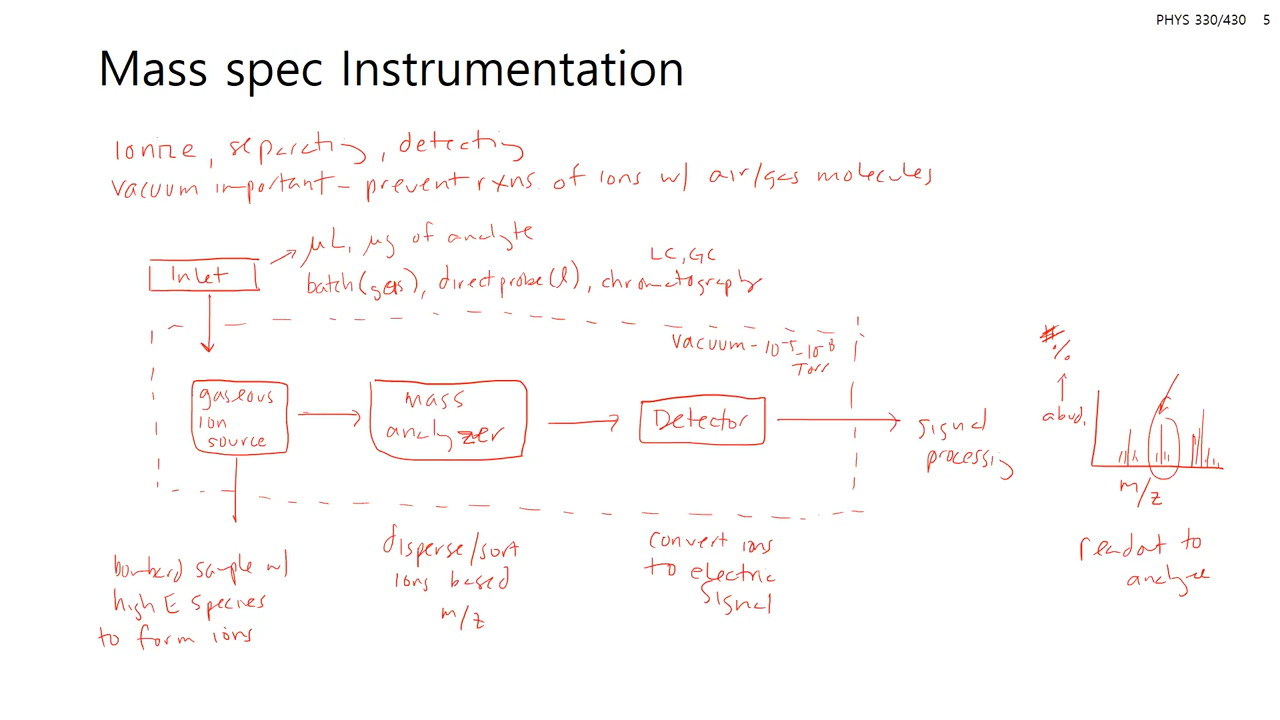 PHYS 330/430 5
Mass spec Instrumentation
Ionize, separating, detecting
vacuum important - prevent rxns. of ions w/ air/gas molecules
μL, μg of analyte
LC, GC
Inlet
batch(gas), direct probe(l), chromatography
vacuum - 10⁻⁵ - 10⁻⁸
Torr
#
%
gaseous
ion
source
mass
analyzer
Detector
signal
processing
abud.
m/z
bombard sample w/
high E species
to form ions
disperse/sort
ions based
m/z
convert ions
to electric
signal
readout to
analyze